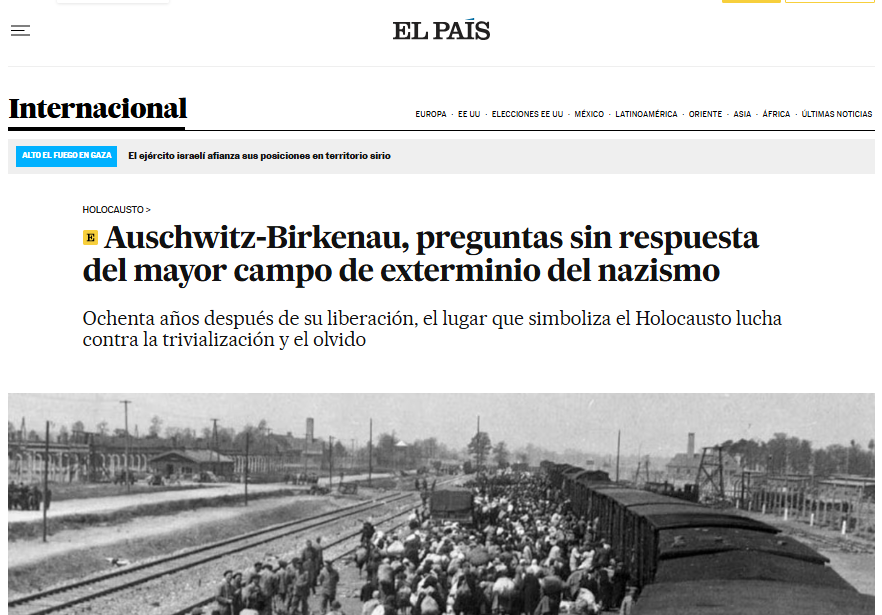 EL PAÍS
Internacional
EUROPA · EE UU · ELECCIONES EE UU · MÉXICO · LATINOAMÉRICA · ORIENTE · ASIA · ÁFRICA · ÚLTIMAS NOTICIAS
ALTO EL FUEGO EN GAZA El ejército israelí afianza sus posiciones en territorio sirio
HOLOCAUSTO >
E Auschwitz-Birkenau, preguntas sin respuesta
del mayor campo de exterminio del nazismo
Ochenta años después de su liberación, el lugar que simboliza el Holocausto lucha
contra la trivialización y el olvido